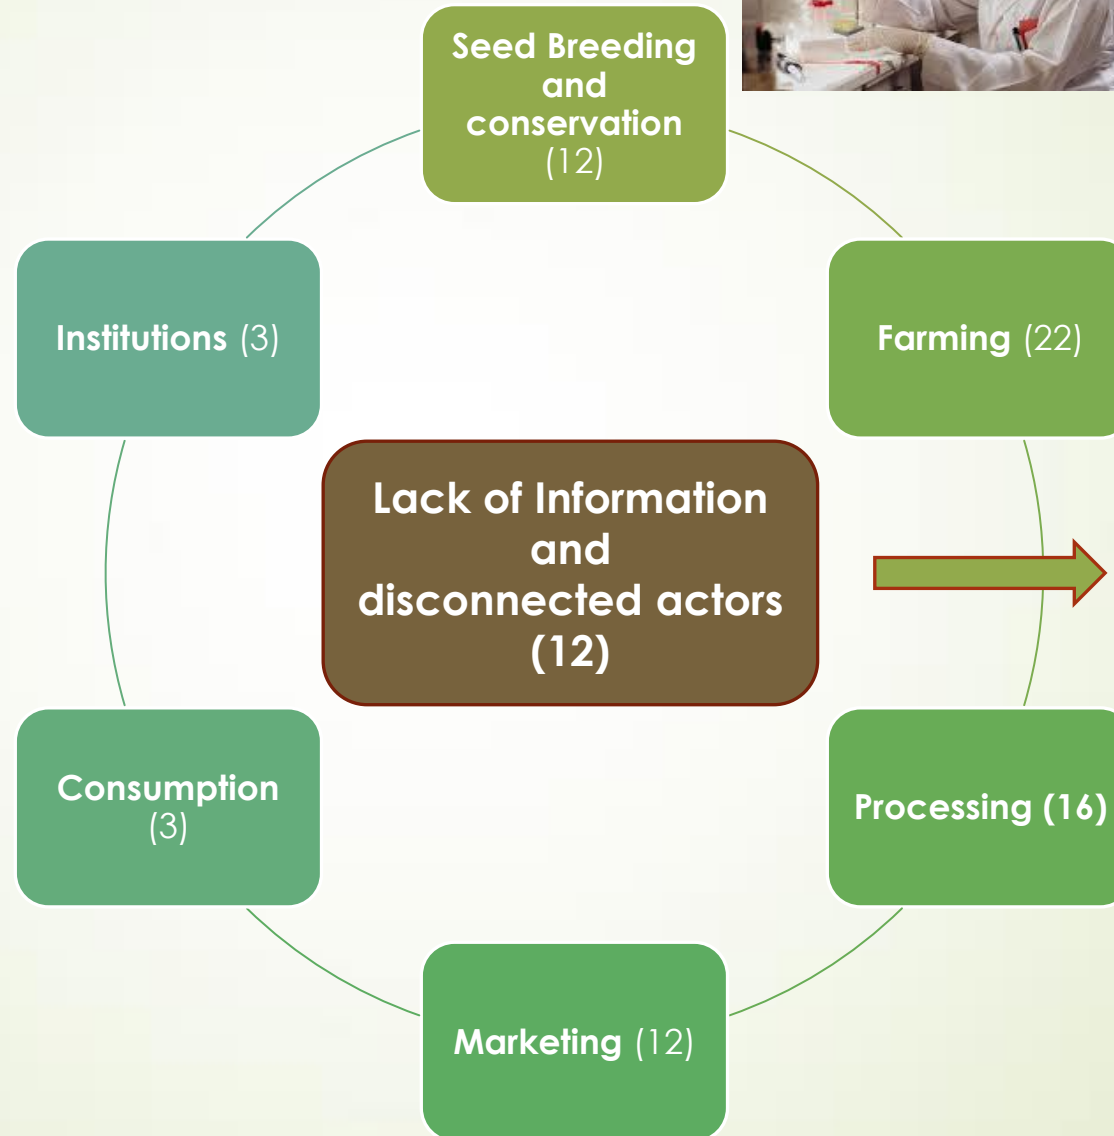 Seed Breeding
and
conservation
(12)
Institutions (3)
Farming (22)
Lack of Information
and
disconnected actors
(12)
Consumption
(3)
Processing (16)
Marketing (12)